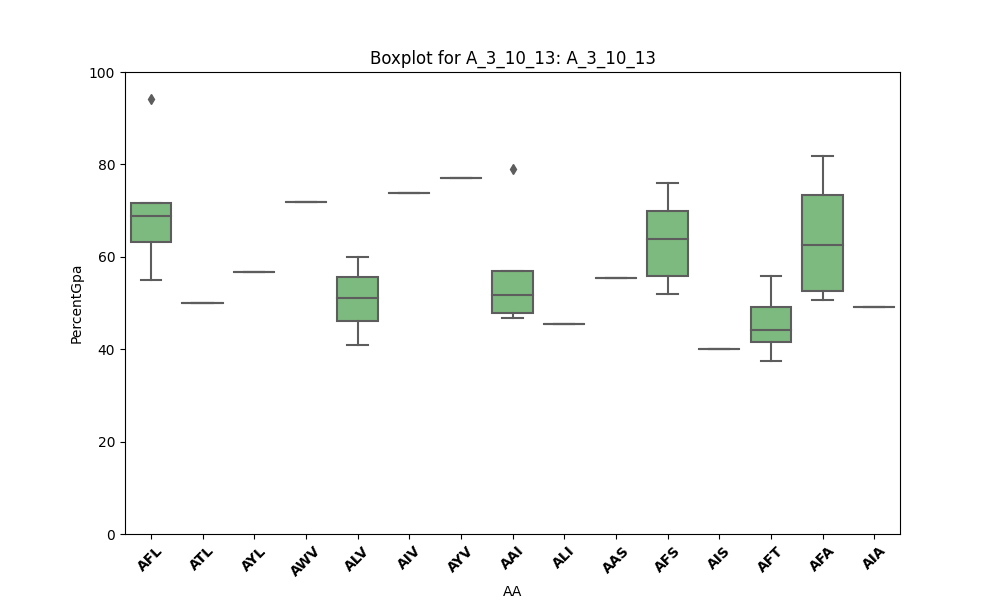 Boxplot for A_3_10_13: A_3_10_13
100
80
60
40
20
0
PercentGpa
AFL ATL AYL AWV ALV AIV AYV AAI ALI AAS AFS AIS AFT AFA AIA
AA